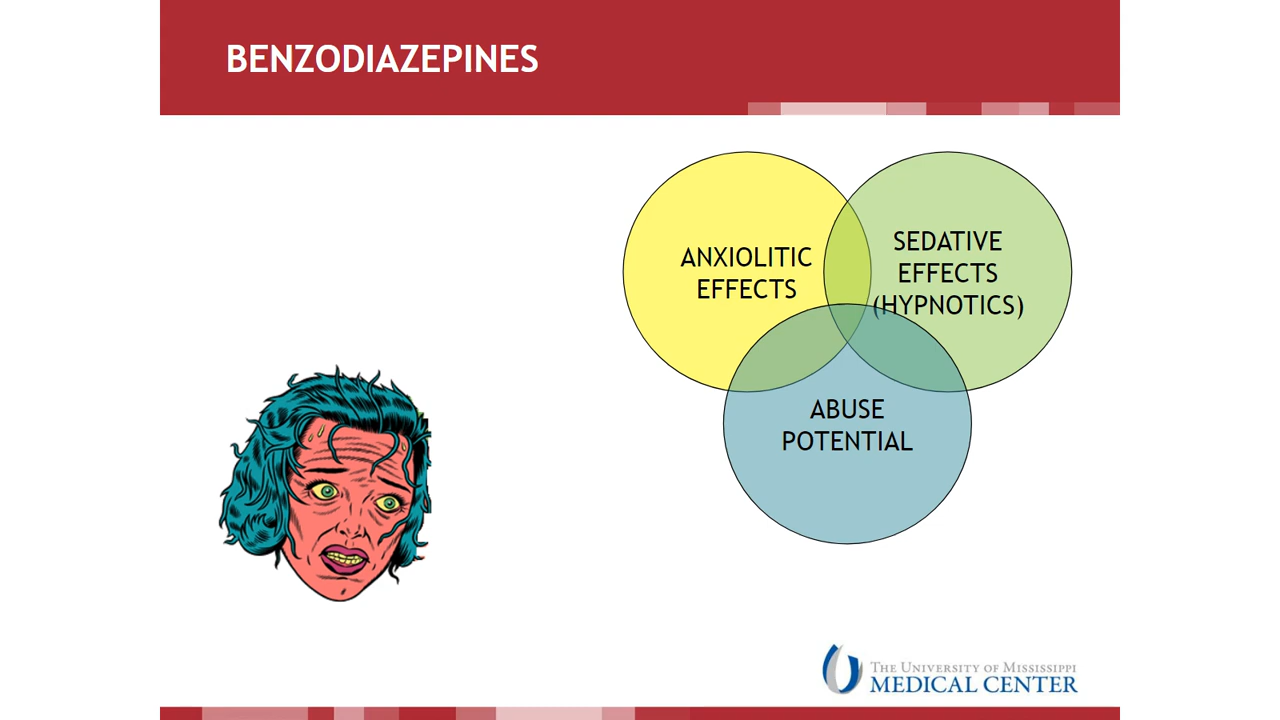 BENZODIAZEPINES
ANXIOLITIC
EFFECTS
SEDATIVE
EFFECTS
(HYPNOTICS)
ABUSE
POTENTIAL
THE UNIVERSITY OF MISSISSIPPI
MEDICAL CENTER